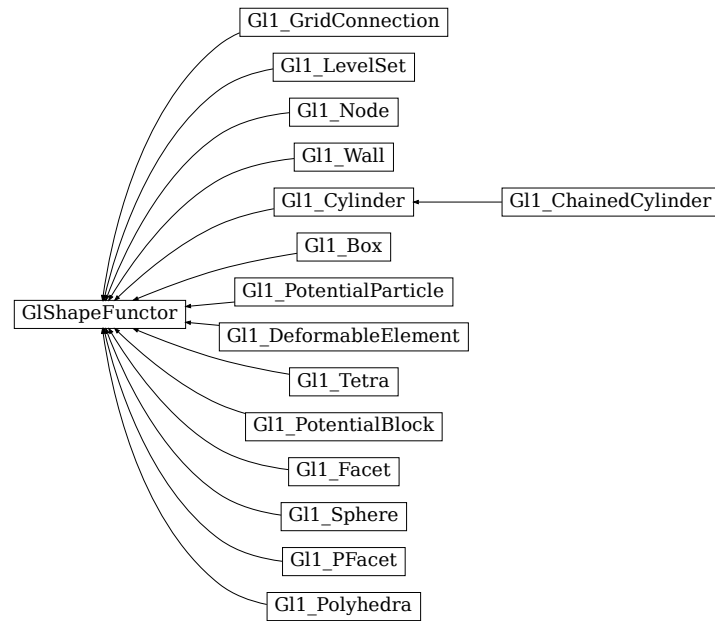 Gl1_GridConnection
Gl1_LevelSet
Gl1_Node
Gl1_Wall
Gl1_Cylinder
Gl1_ChainedCylinder
Gl1_Box
Gl1_PotentialParticle
GlShapeFunctor
Gl1_DeformableElement
Gl1_Tetra
Gl1_PotentialBlock
Gl1_Facet
Gl1_Sphere
Gl1_PFacet
Gl1_Polyhedra